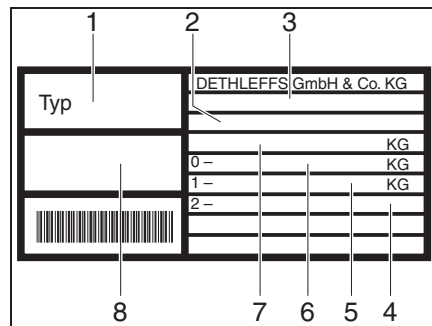 1 2 3
DETHLEFFS GmbH & Co. KG
Typ
KG
0 – KG
1 – KG
2 –
8 7 6 5 4